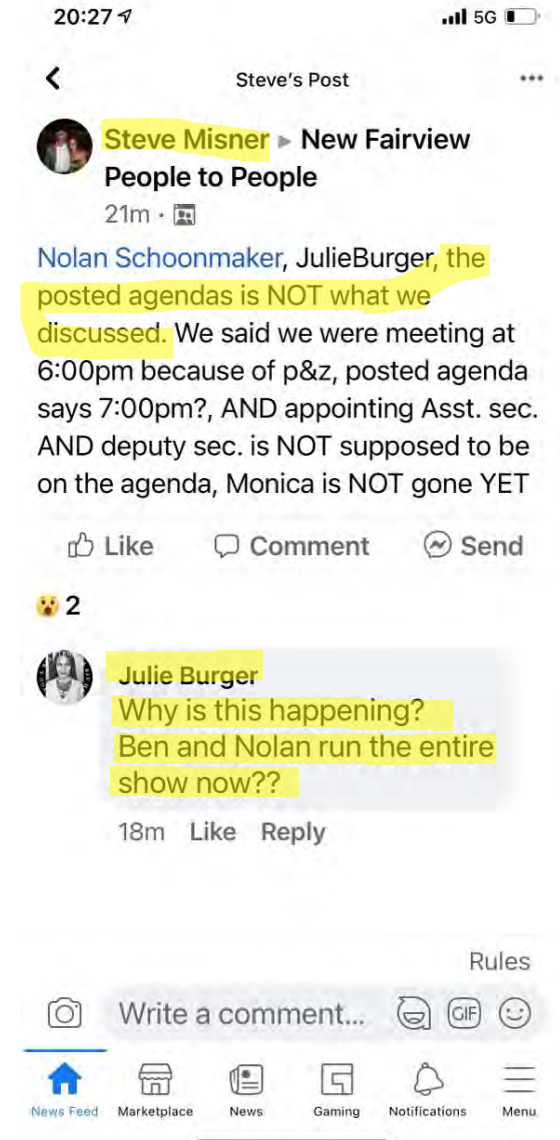 20:27
5G
Steve's Post
Steve Misner ▸ New Fairview
People to People
21m ·
Nolan Schoonmaker, JulieBurger, the
posted agendas is NOT what we
discussed. We said we were meeting at
6:00pm because of p&z, posted agenda
says 7:00pm?, AND appointing Asst. sec.
AND deputy sec. is NOT supposed to be
on the agenda, Monica is NOT gone YET
Like Comment Send
2
Julie Burger
Why is this happening?
Ben and Nolan run the entire
show now??
18m Like Reply
Rules
Write a comment... GIF
News Feed Marketplace News Gaming Notifications Menu